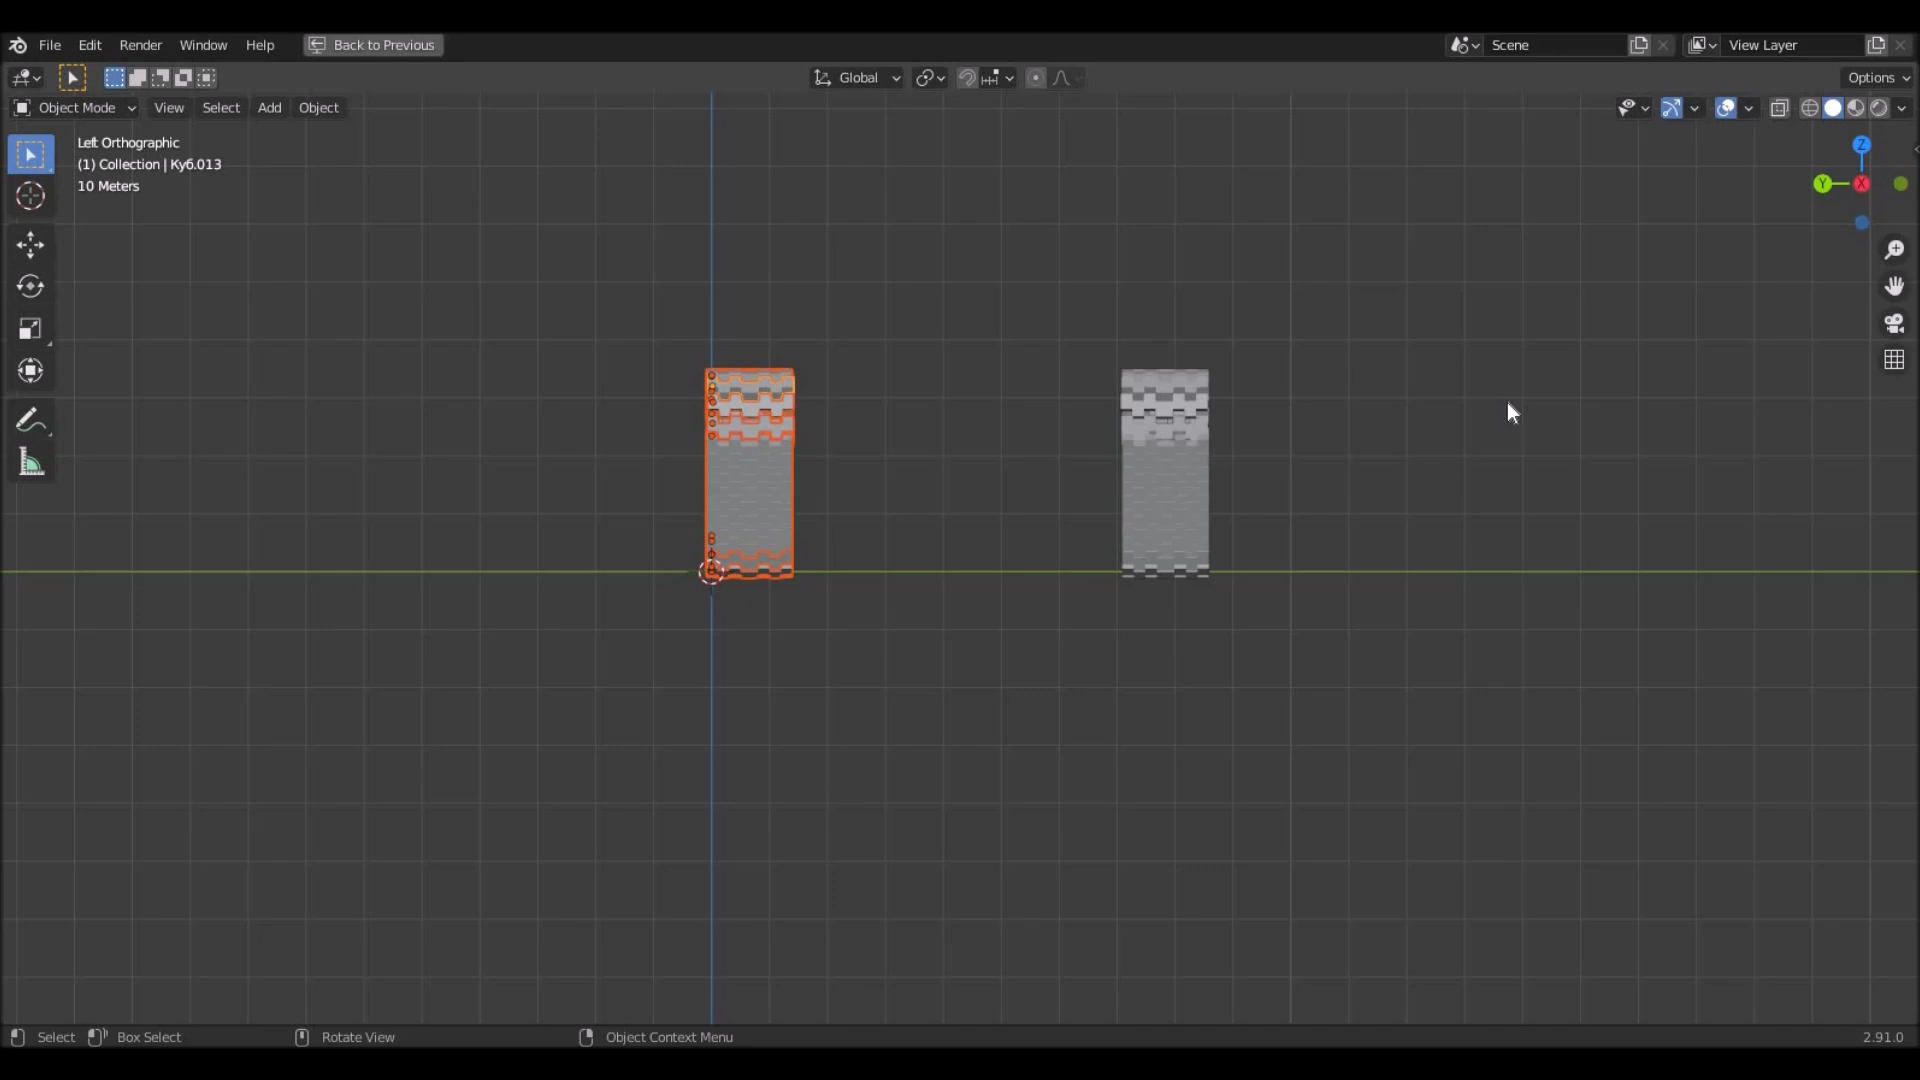 File Edit Render Window Help Back to Previous Scene View Layer
Global Options
Object Mode View Select Add Object
Left Orthographic
(1) Collection | Куб.013
10 Meters
Z
Y X
Select Box Select Rotate View Object Context Menu 2.91.0